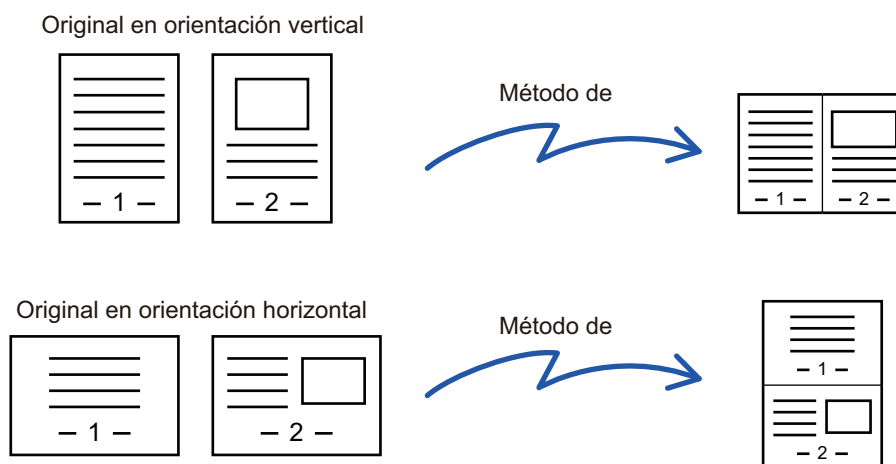 Original en orientación vertical
— 1 —
— 2 —
Método de
— 1 —
— 2 —
Original en orientación horizontal
— 1 —
— 2 —
Método de
— 1 —
— 2 —